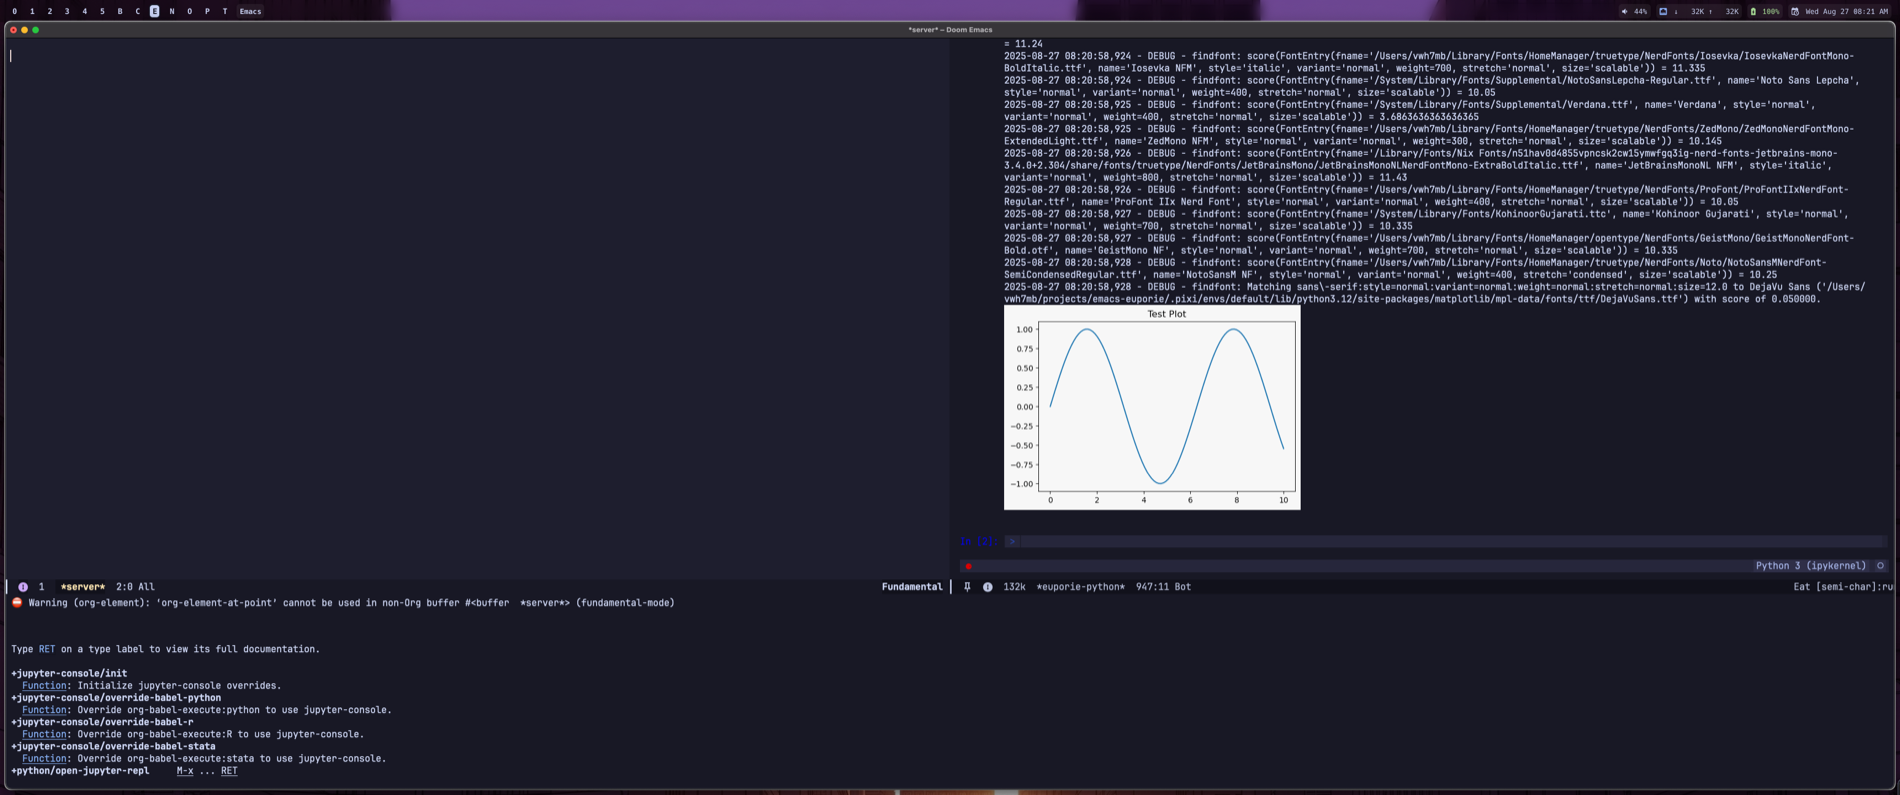 0 1 2 3 4 5 B C E N O P T Emacs
44% ↓ 32K ↑ 32K 100% Wed Aug 27 08:21 AM
*server* – Doom Emacs
= 11.24
2025-08-27 08:20:58,924 - DEBUG - findfont: score(FontEntry(fname='/Users/vwh7mb/Library/Fonts/HomeManager/truetype/NerdFonts/Iosevka/IosevkaNerdFontMono-
BoldItalic.ttf', name='Iosevka NFM', style='italic', variant='normal', weight=700, stretch='normal', size='scalable')) = 11.335
2025-08-27 08:20:58,924 - DEBUG - findfont: score(FontEntry(fname='/System/Library/Fonts/Supplemental/NotoSansLepcha-Regular.ttf', name='Noto Sans Lepcha',
style='normal', variant='normal', weight=400, stretch='normal', size='scalable')) = 10.05
2025-08-27 08:20:58,925 - DEBUG - findfont: score(FontEntry(fname='/System/Library/Fonts/Supplemental/Verdana.ttf', name='Verdana', style='normal',
variant='normal', weight=400, stretch='normal', size='scalable')) = 3.6863636363636365
2025-08-27 08:20:58,925 - DEBUG - findfont: score(FontEntry(fname='/Users/vwh7mb/Library/Fonts/HomeManager/truetype/NerdFonts/ZedMono/ZedMonoNerdFontMono-
ExtendedLight.ttf', name='ZedMono NFM', style='normal', variant='normal', weight=300, stretch='normal', size='scalable')) = 10.145
2025-08-27 08:20:58,926 - DEBUG - findfont: score(FontEntry(fname='/Library/Fonts/Nix Fonts/n51hav0d4855vpncsk2cw15ymwfgq3ig-nerd-fonts-jetbrains-mono-
3.4.0+2.304/share/fonts/truetype/NerdFonts/JetBrainsMono/JetBrainsMonoNLNerdFontMono-ExtraBoldItalic.ttf', name='JetBrainsMonoNL NFM', style='italic',
variant='normal', weight=800, stretch='normal', size='scalable')) = 11.43
2025-08-27 08:20:58,926 - DEBUG - findfont: score(FontEntry(fname='/Users/vwh7mb/Library/Fonts/HomeManager/truetype/NerdFonts/ProFont/ProFontIIxNerdFont-
Regular.ttf', name='ProFont IIx Nerd Font', style='normal', variant='normal', weight=400, stretch='normal', size='scalable')) = 10.05
2025-08-27 08:20:58,927 - DEBUG - findfont: score(FontEntry(fname='/System/Library/Fonts/KohinoorGujarati.ttc', name='Kohinoor Gujarati', style='normal',
variant='normal', weight=700, stretch='normal', size='scalable')) = 10.335
2025-08-27 08:20:58,927 - DEBUG - findfont: score(FontEntry(fname='/Users/vwh7mb/Library/Fonts/HomeManager/opentype/NerdFonts/GeistMono/GeistMonoNerdFont-
Bold.otf', name='GeistMono NF', style='normal', variant='normal', weight=700, stretch='normal', size='scalable')) = 10.335
2025-08-27 08:20:58,928 - DEBUG - findfont: score(FontEntry(fname='/Users/vwh7mb/Library/Fonts/HomeManager/truetype/NerdFonts/Noto/NotoSansMNerdFont-
SemiCondensedRegular.ttf', name='NotoSansM NF', style='normal', variant='normal', weight=400, stretch='condensed', size='scalable')) = 10.25
2025-08-27 08:20:58,928 - DEBUG - findfont: Matching sans\-serif:style=normal:variant=normal:weight=normal:stretch=normal:size=12.0 to DejaVu Sans ('/Users/
vwh7mb/projects/emacs-euporie/.pixi/envs/default/lib/python3.12/site-packages/matplotlib/mpl-data/fonts/ttf/DejaVuSans.ttf') with score of 0.050000.
Test Plot
1.00
0.75
0.50
0.25
0.00
−0.25
−0.50
−0.75
−1.00
0 2 4 6 8 10
In [2]: >
Python 3 (ipykernel)
1 *server* 2:0 All Fundamental
132k *euporie-python* 947:11 Bot Eat [semi-char]:ru
Warning (org-element): 'org-element-at-point' cannot be used in non-Org buffer #<buffer *server*> (fundamental-mode)
Type RET on a type label to view its full documentation.
+jupyter-console/init
Function: Initialize jupyter-console overrides.
+jupyter-console/override-babel-python
Function: Override org-babel-execute:python to use jupyter-console.
+jupyter-console/override-babel-r
Function: Override org-babel-execute:R to use jupyter-console.
+jupyter-console/override-babel-stata
Function: Override org-babel-execute:stata to use jupyter-console.
+python/open-jupyter-repl M-x ... RET